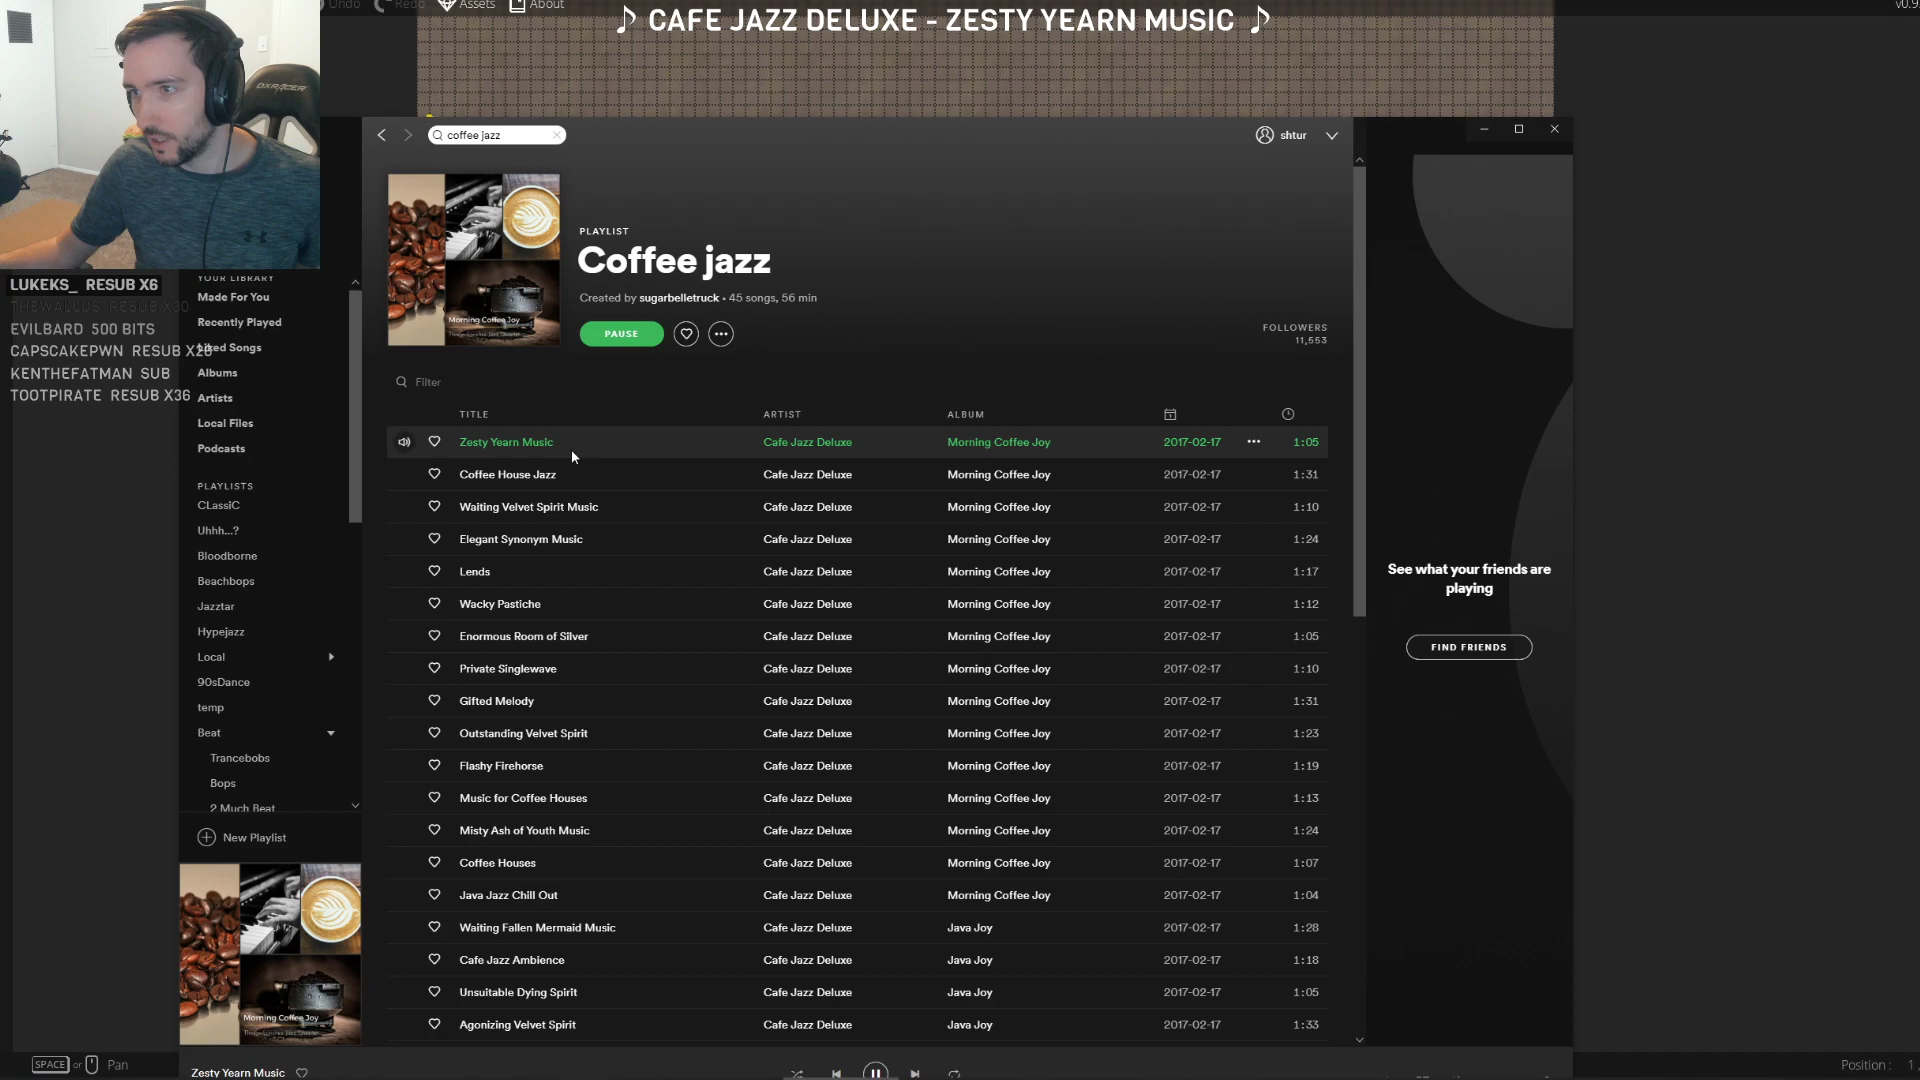 Undo Redo Assets About
v0.9
♪ CAFE JAZZ DELUXE - ZESTY YEARN MUSIC ♪
DXRACER
coffee jazz
shtur
PLAYLIST
Coffee jazz
Created by sugarbelletruck • 45 songs, 56 min
PAUSE
FOLLOWERS
11,553
Morning Coffee Joy
LUKEKS_ RESUB X6
THEWALLUS RESUB X30
EVILBARD 500 BITS
CAPSCAKEPWN RESUB X26
KENTHEFATMAN SUB
TOOTPIRATE RESUB X36
YOUR LIBRARY
Made For You
Recently Played
Liked Songs
Albums
Artists
Local Files
Podcasts
PLAYLISTS
CLassiC
Uhhh...?
Bloodborne
Beachbops
Jazztar
Hypejazz
Local
90sDance
temp
Beat
Trancebobs
Bops
2 Much Beat
New Playlist
Morning Coffee Joy
Filter
TITLE ARTIST ALBUM
Zesty Yearn Music Cafe Jazz Deluxe Morning Coffee Joy 2017-02-17 1:05
Coffee House Jazz Cafe Jazz Deluxe Morning Coffee Joy 2017-02-17 1:31
Waiting Velvet Spirit Music Cafe Jazz Deluxe Morning Coffee Joy 2017-02-17 1:10
Elegant Synonym Music Cafe Jazz Deluxe Morning Coffee Joy 2017-02-17 1:24
Lends Cafe Jazz Deluxe Morning Coffee Joy 2017-02-17 1:17
Wacky Pastiche Cafe Jazz Deluxe Morning Coffee Joy 2017-02-17 1:12
Enormous Room of Silver Cafe Jazz Deluxe Morning Coffee Joy 2017-02-17 1:05
Private Singlewave Cafe Jazz Deluxe Morning Coffee Joy 2017-02-17 1:10
Gifted Melody Cafe Jazz Deluxe Morning Coffee Joy 2017-02-17 1:31
Outstanding Velvet Spirit Cafe Jazz Deluxe Morning Coffee Joy 2017-02-17 1:23
Flashy Firehorse Cafe Jazz Deluxe Morning Coffee Joy 2017-02-17 1:19
Music for Coffee Houses Cafe Jazz Deluxe Morning Coffee Joy 2017-02-17 1:13
Misty Ash of Youth Music Cafe Jazz Deluxe Morning Coffee Joy 2017-02-17 1:24
Coffee Houses Cafe Jazz Deluxe Morning Coffee Joy 2017-02-17 1:07
Java Jazz Chill Out Cafe Jazz Deluxe Morning Coffee Joy 2017-02-17 1:04
Waiting Fallen Mermaid Music Cafe Jazz Deluxe Java Joy 2017-02-17 1:28
Cafe Jazz Ambience Cafe Jazz Deluxe Java Joy 2017-02-17 1:18
Unsuitable Dying Spirit Cafe Jazz Deluxe Java Joy 2017-02-17 1:05
Agonizing Velvet Spirit Cafe Jazz Deluxe Java Joy 2017-02-17 1:33
See what your friends are
playing
FIND FRIENDS
SPACE or Pan
Zesty Yearn Music
Position : 1